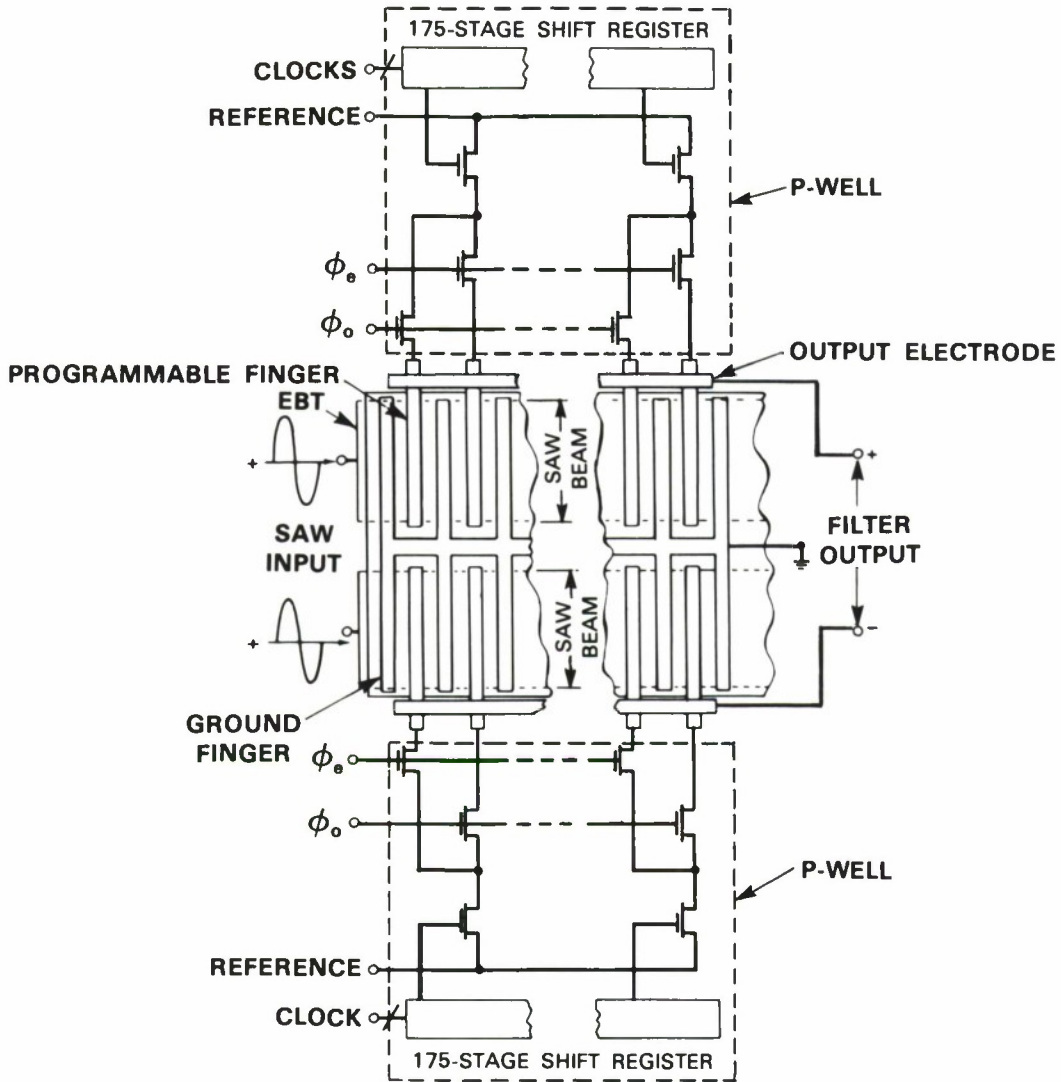 175-STAGE SHIFT REGISTER
CLOCKS
REFERENCE
P-WELL
ϕe
ϕo
OUTPUT ELECTRODE
PROGRAMMABLE FINGER
EBT
+
SAW
BEAM
+
SAW
INPUT
FILTER
OUTPUT
SAW
BEAM
+
-
GROUND
FINGER
ϕe
ϕo
P-WELL
REFERENCE
CLOCK
175-STAGE SHIFT REGISTER